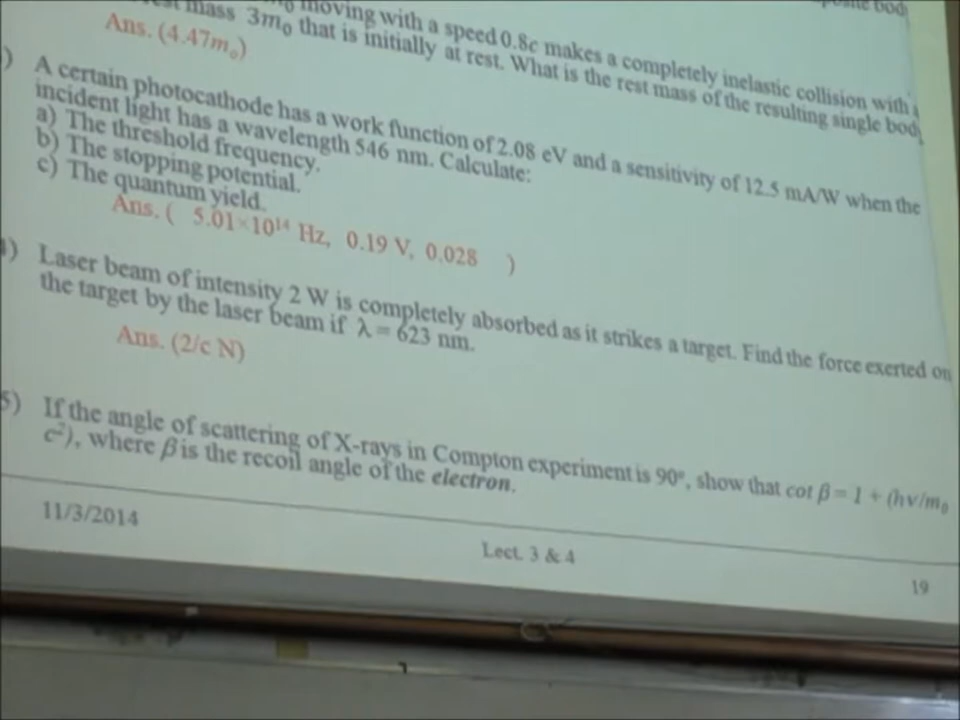 moving with a speed 0.8c makes a completely inelastic collision with a
mass 3m₀ that is initially at rest. What is the rest mass of the resulting single body
Ans. (4.47mₒ)
) A certain photocathode has a work function of 2.08 eV and a sensitivity of 12.5 mA/W when the
incident light has a wavelength 546 nm. Calculate:
a) The threshold frequency.
b) The stopping potential.
c) The quantum yield.
Ans. ( 5.01×10¹⁴ Hz, 0.19 V, 0.028 )
) Laser beam of intensity 2 W is completely absorbed as it strikes a target. Find the force exerted on
the target by the laser beam if λ = 623 nm.
Ans. (2/c N)
5) If the angle of scattering of X-rays in Compton experiment is 90°, show that cot β = 1 + (hν/m₀
c²), where β is the recoil angle of the electron.
11/3/2014
Lect. 3 & 4
19